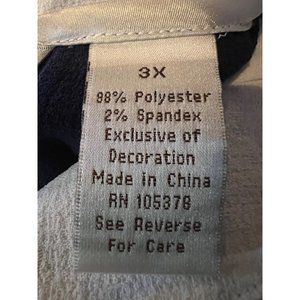 3X
98% Polyester
2% Spandex
Exclusive of
Decoration
Made in China
RN 105378
See Reverse
For Care